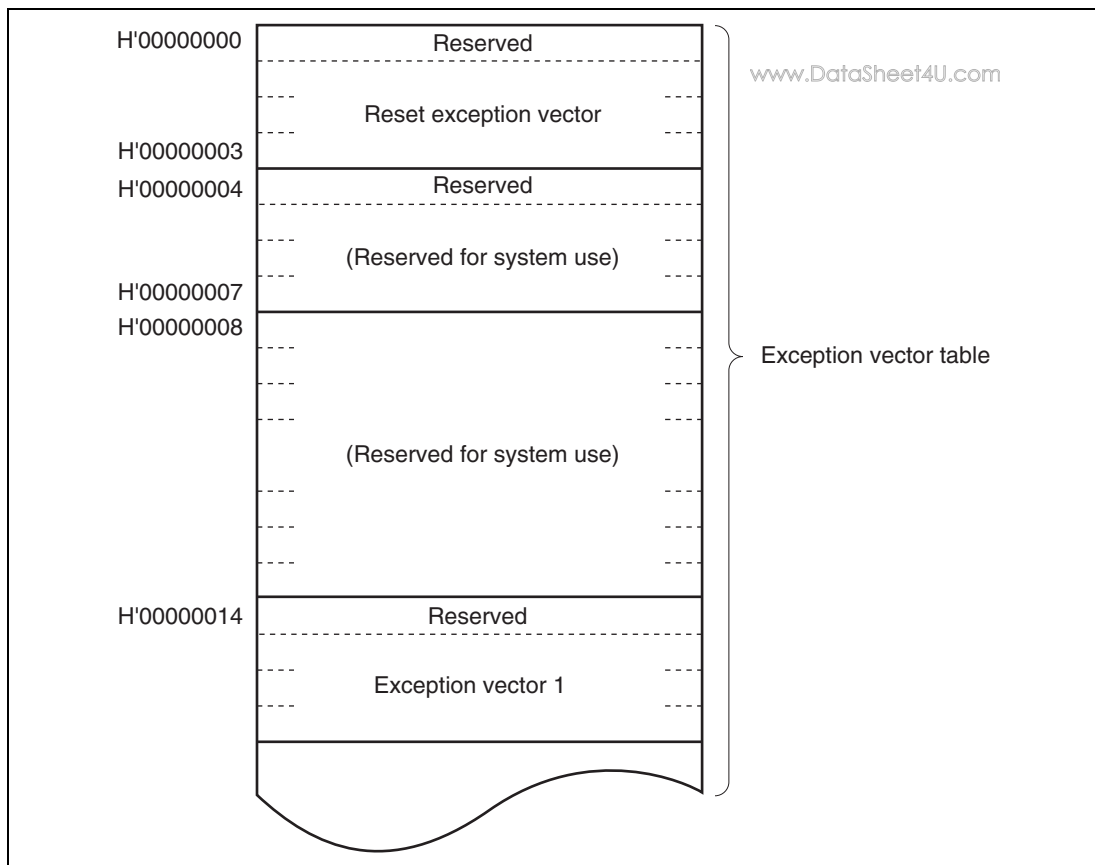 H'00000000
Reserved
www.DataSheet4U.com
Reset exception vector
H'00000003
H'00000004
Reserved
(Reserved for system use)
H'00000007
H'00000008
Exception vector table
(Reserved for system use)
H'00000014
Reserved
Exception vector 1